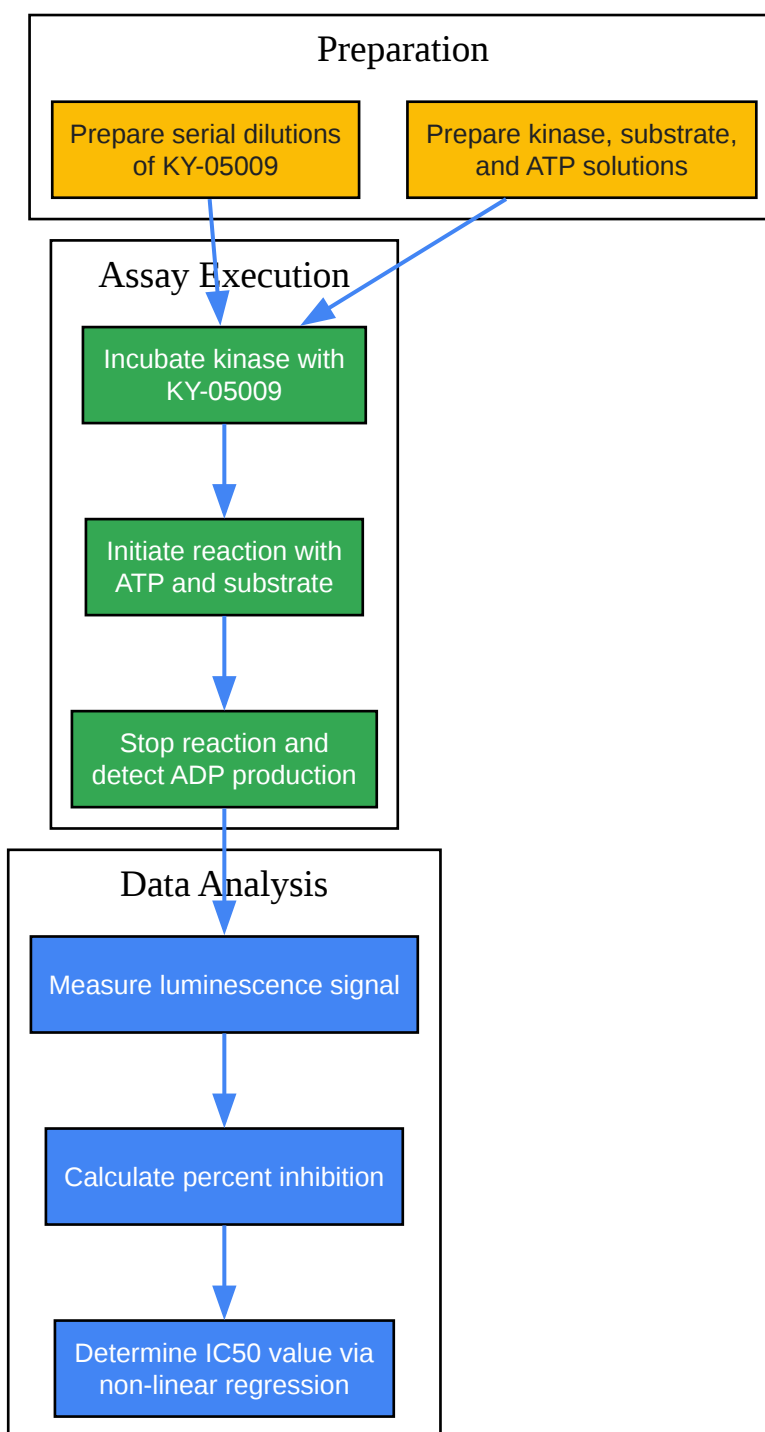 Preparation
Prepare serial dilutions
of KY-05009
Prepare kinase, substrate,
and ATP solutions
Assay Execution
Incubate kinase with
KY-05009
Initiate reaction with
ATP and substrate
Stop reaction and
detect ADP production
Data Analysis
Measure luminescence signal
Calculate percent inhibition
Determine IC50 value via
non-linear regression